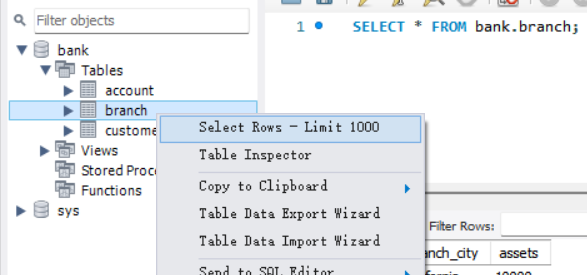 Filter objects
1 SELECT * FROM bank.branch;
bank
Tables
account
branch
custome
Views
Stored Proc
Functions
sys
Select Rows - Limit 1000
Table Inspector
Copy to Clipboard
Table Data Export Wizard
Table Data Import Wizard
Send to SQL Editor
Filter Rows:
anch_city assets